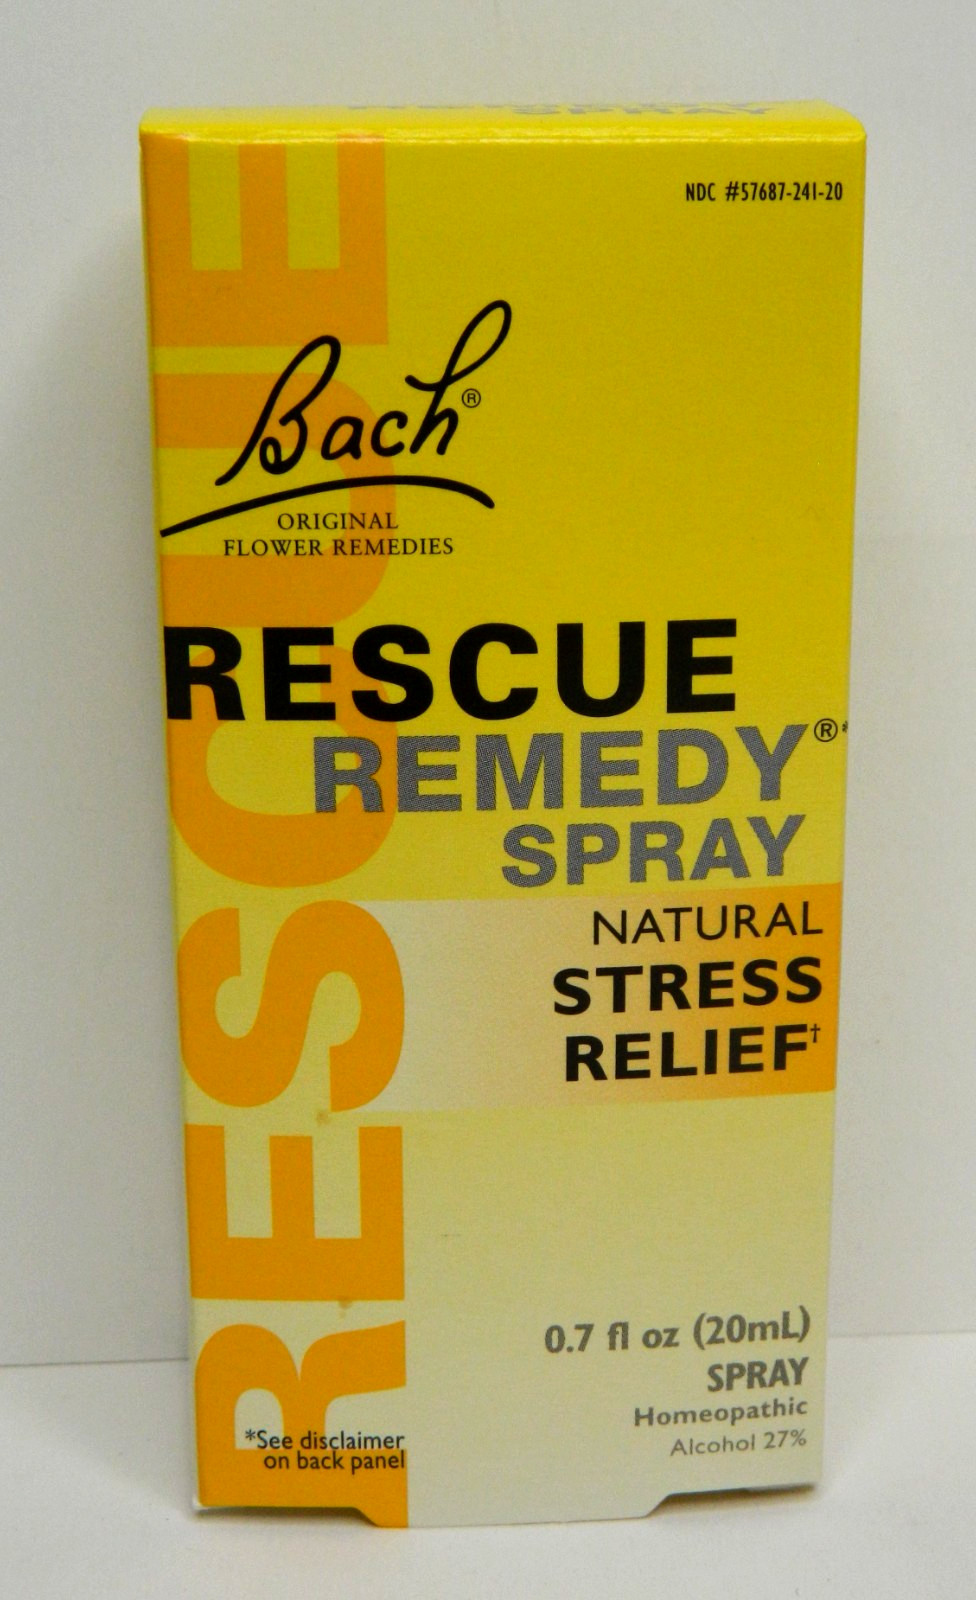 SPRAY
NDC #57687-241-20
Bach®
ORIGINAL
FLOWER REMEDIES
RESCUE
REMEDY®*
SPRAY
NATURAL
STRESS
RELIEF†
RESCUE
0.7 fl oz (20mL)
SPRAY
Homeopathic
Alcohol 27%
*See disclaimer
on back panel